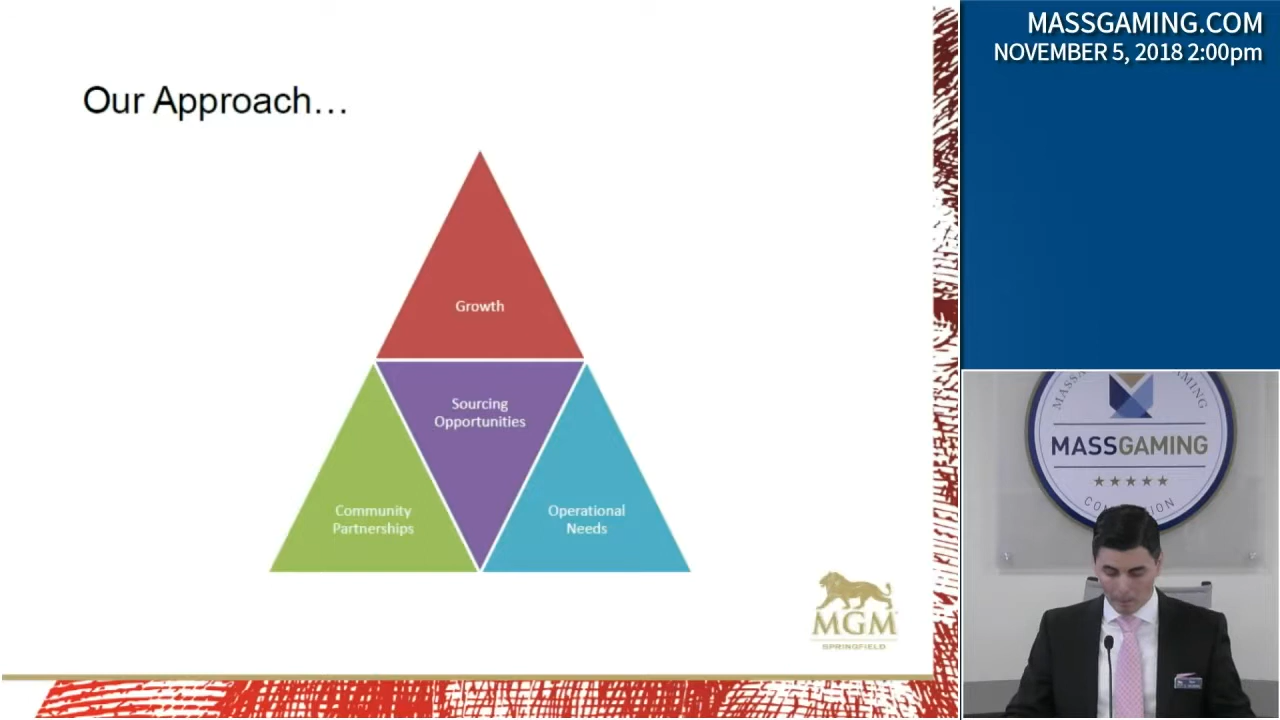 Our Approach…
Growth
Sourcing
Opportunities
Community
Partnerships
Operational
Needs
MGM
SPRINGFIELD
MASSGAMING.COM
NOVEMBER 5, 2018 2:00pm
MASSGAMING